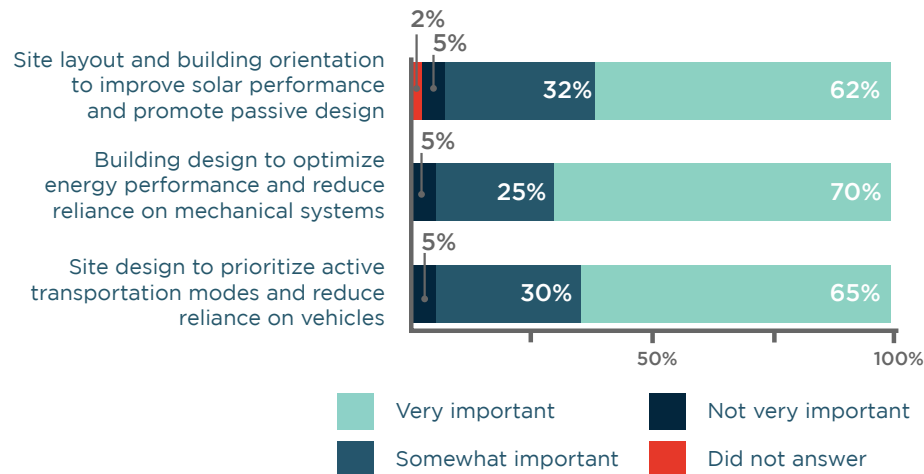 2%
5%
Site layout and building orientation
to improve solar performance
and promote passive design
32%
62%
5%
Building design to optimize
energy performance and reduce
reliance on mechanical systems
25%
70%
5%
Site design to prioritize active
transportation modes and reduce
reliance on vehicles
30%
65%
50%
100%
Very important
Not very important
Somewhat important
Did not answer